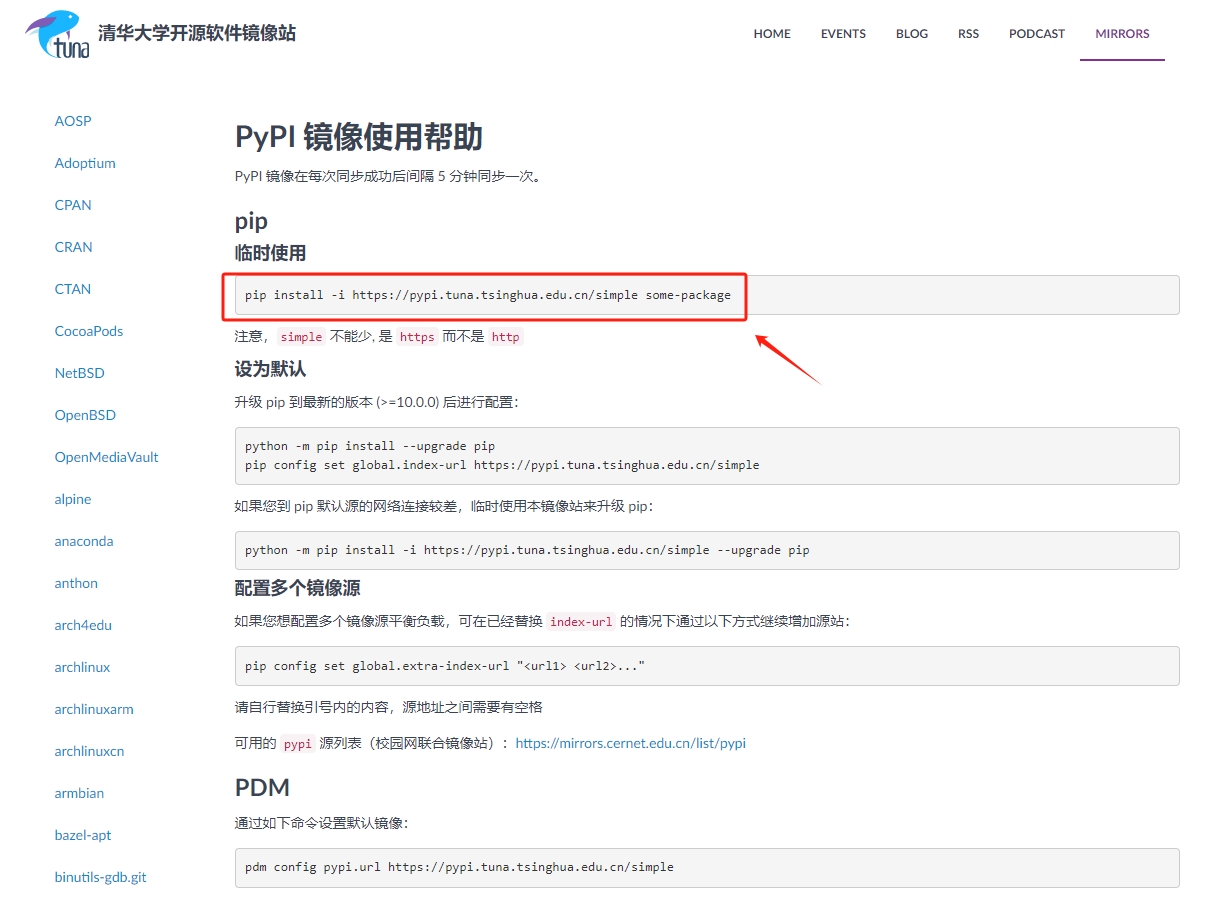 tuna
清华大学开源软件镜像站
HOME EVENTS BLOG RSS PODCAST MIRRORS
AOSP
Adoptium
CPAN
CRAN
CTAN
CocoaPods
NetBSD
OpenBSD
OpenMediaVault
alpine
anaconda
anthon
arch4edu
archlinux
archlinuxarm
archlinuxcn
armbian
bazel-apt
binutils-gdb.git
PyPI 镜像使用帮助
PyPI 镜像在每次同步成功后间隔 5 分钟同步一次。
pip
临时使用
pip install -i https://pypi.tuna.tsinghua.edu.cn/simple some-package
注意，simple 不能少, 是 https 而不是 http
设为默认
升级 pip 到最新的版本 (>=10.0.0) 后进行配置：
python -m pip install --upgrade pip
pip config set global.index-url https://pypi.tuna.tsinghua.edu.cn/simple
如果您到 pip 默认源的网络连接较差，临时使用本镜像站来升级 pip：
python -m pip install -i https://pypi.tuna.tsinghua.edu.cn/simple --upgrade pip
配置多个镜像源
如果您想配置多个镜像源平衡负载，可在已经替换 index-url 的情况下通过以下方式继续增加源站：
pip config set global.extra-index-url "<url1> <url2>..."
请自行替换引号内的内容，源地址之间需要有空格
可用的 pypi 源列表（校园网联合镜像站）：https://mirrors.cernet.edu.cn/list/pypi
PDM
通过如下命令设置默认镜像：
pdm config pypi.url https://pypi.tuna.tsinghua.edu.cn/simple